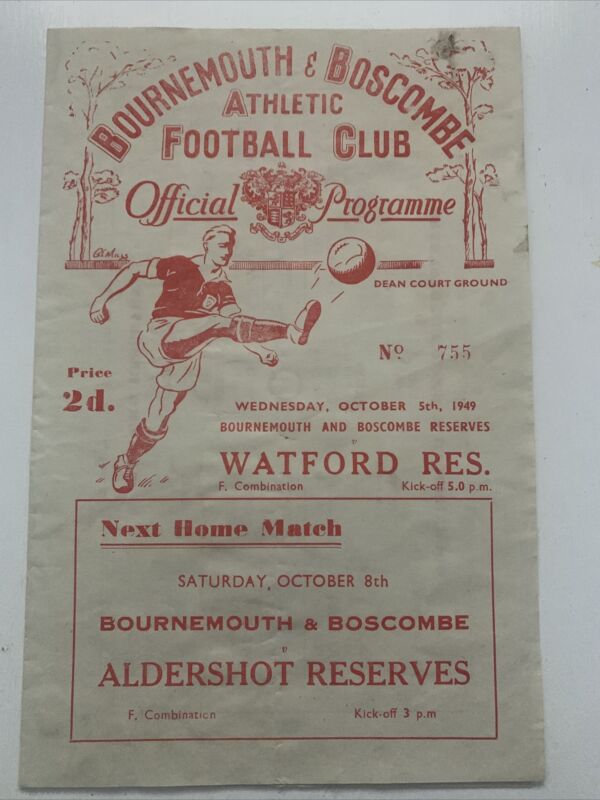 BOURNEMOUTH & BOSCOMBE
ATHLETIC
FOOTBALL CLUB
Official Programme
DEAN COURT GROUND
No 755
Price
2d.
WEDNESDAY, OCTOBER 5th, 1949
BOURNEMOUTH AND BOSCOMBE RESERVES
v
WATFORD RES.
F. Combination Kick-off 5.0 p.m.
Next Home Match
SATURDAY, OCTOBER 8th
BOURNEMOUTH & BOSCOMBE
v
ALDERSHOT RESERVES
F. Combination Kick-off 3 p.m